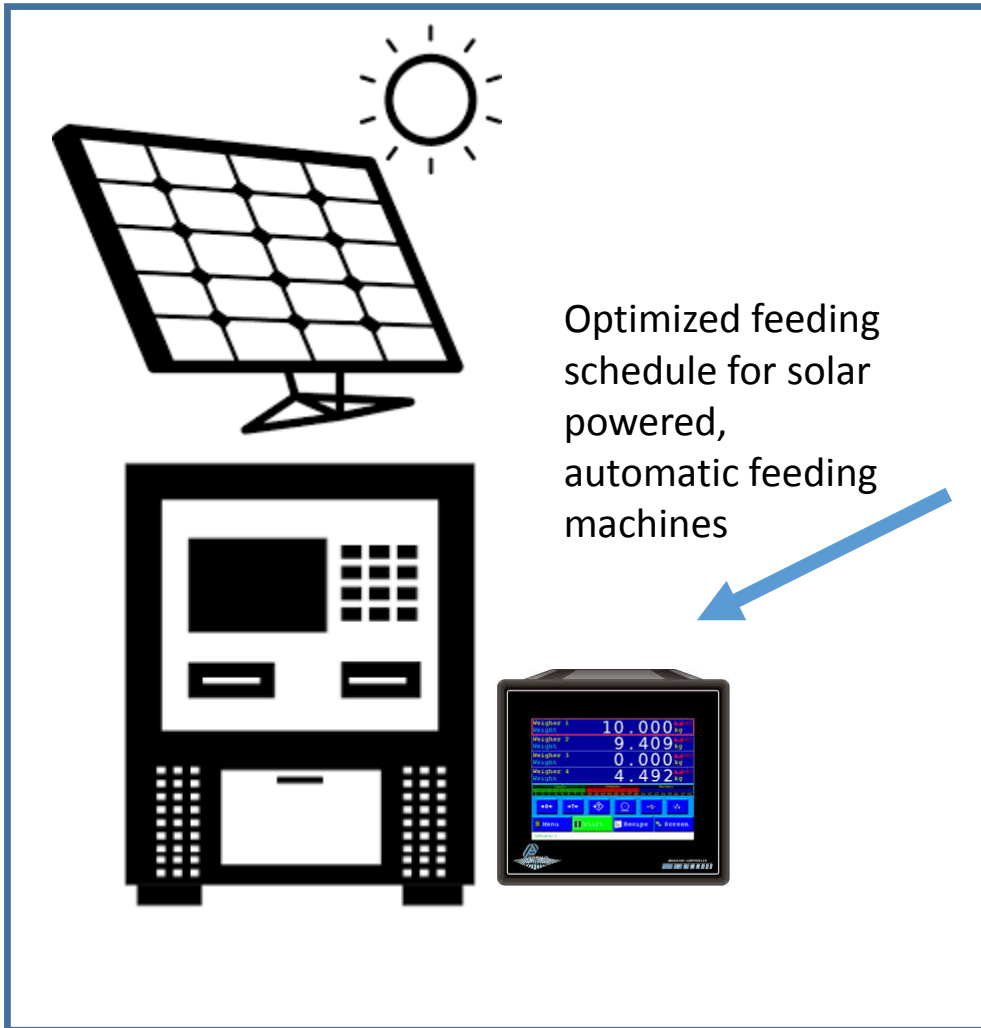 Optimized feeding
schedule for solar
powered,
automatic feeding
machines
Weigher 1
Weight 10.000 kg
Weigher 2
Weight 9.409 kg
Weigher 3
Weight 0.000 kg
Weigher 4
Weight 4.492 kg
Menu Start Recipe Screen